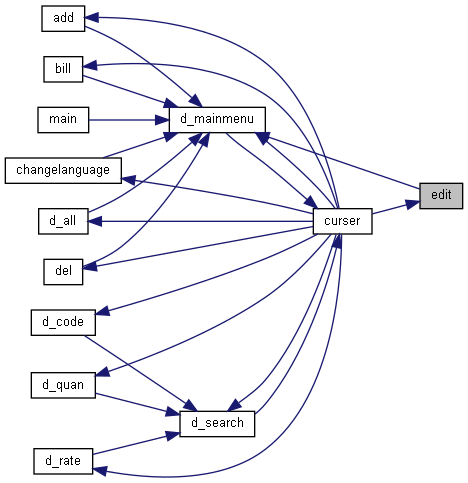 add
bill
main
d_mainmenu
changelanguage
edit
d_all
curser
del
d_code
d_quan
d_search
d_rate